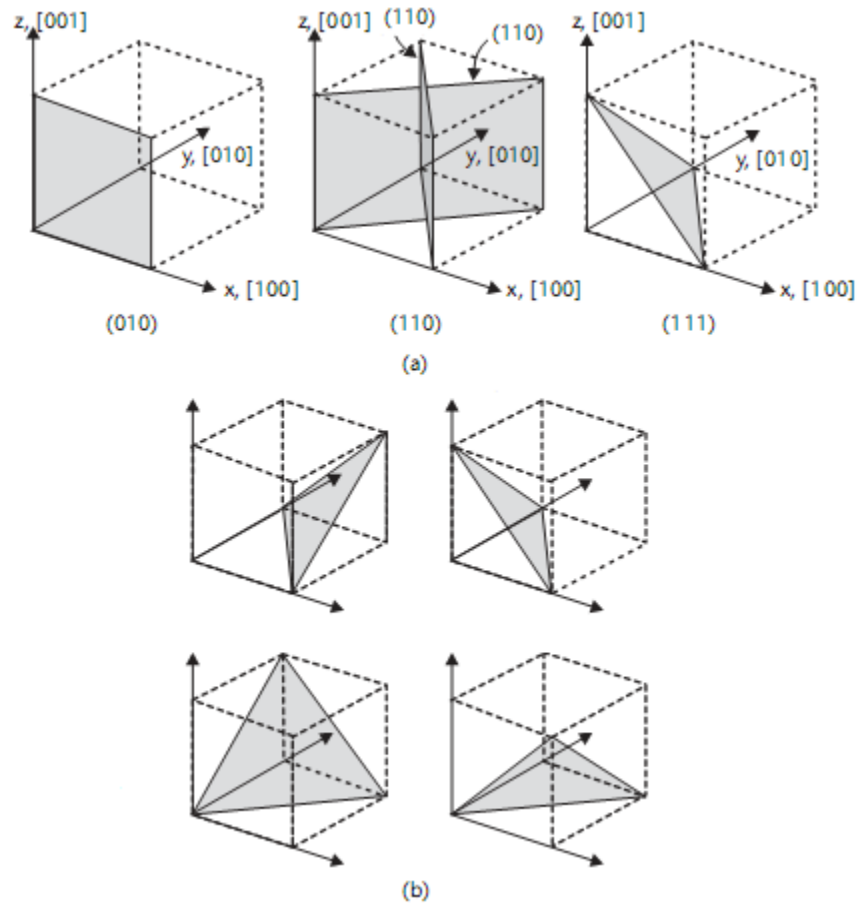 z, [001]
y, [010]
x, [100]
(010)
z, [001]
(110)
(110)
y, [010]
x, [100]
(110)
z, [001]
y, [010]
x, [100]
(111)
(a)
(b)